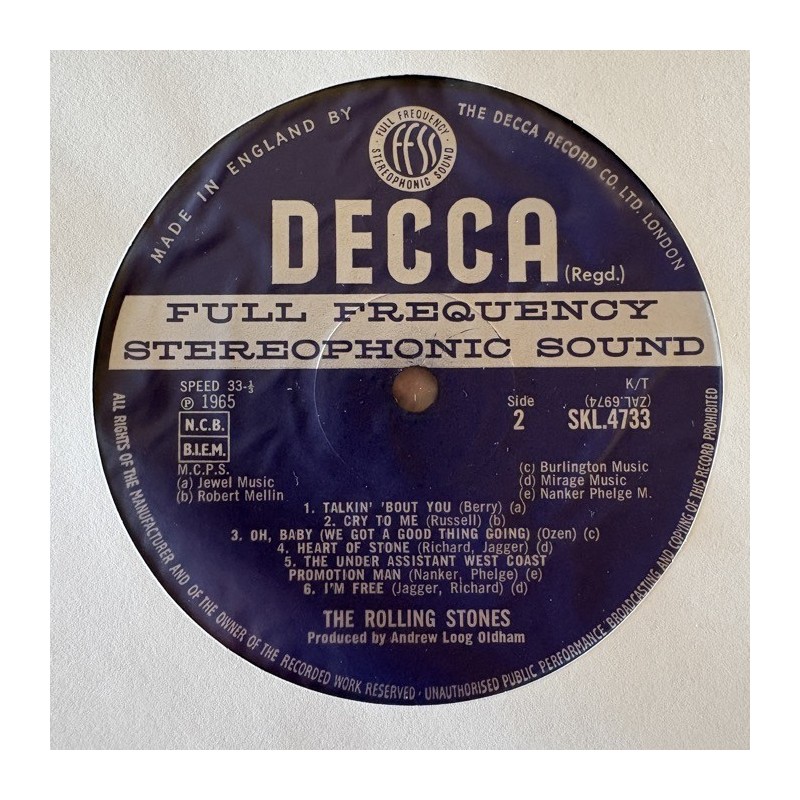 MADE IN ENGLAND BY
THE DECCA RECORD CO. LTD. LONDON
· FULL FREQUENCY ·
STEREOPHONIC SOUND
FFSS
DECCA (Regd.)
FULL FREQUENCY
STEREOPHONIC SOUND
SPEED 33-⅓
Ⓟ 1965
N.C.B.
B.I.E.M.
M.C.P.S.
(a) Jewel Music
(b) Robert Mellin
K/T
(ZAL.6974)
Side
2
SKL.4733
(c) Burlington Music
(d) Mirage Music
(e) Nanker Phelge M.
1. TALKIN' 'BOUT YOU (Berry) (a)
2. CRY TO ME (Russell) (b)
3. OH, BABY (WE GOT A GOOD THING GOING) (Ozen) (c)
4. HEART OF STONE (Richard, Jagger) (d)
5. THE UNDER ASSISTANT WEST COAST
PROMOTION MAN (Nanker, Phelge) (e)
6. I'M FREE (Jagger, Richard) (d)
THE ROLLING STONES
Produced by Andrew Loog Oldham
ALL RIGHTS OF THE MANUFACTURER AND OF THE OWNER OF THE RECORDED WORK RESERVED · UNAUTHORISED PUBLIC PERFORMANCE BROADCASTING AND COPYING OF THIS RECORD PROHIBITED